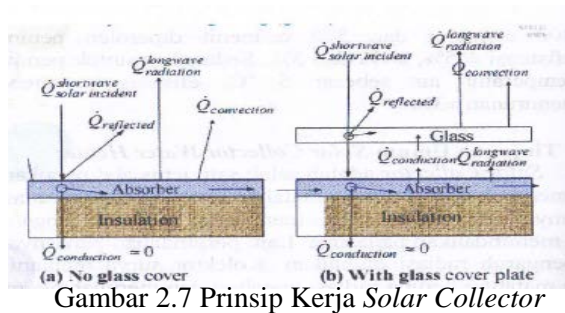 Q̇ shortwave solar incident
Q̇ longwave radiation
Q̇ reflected
Q̇ convection
Absorber
Insulation
Q̇ conduction = 0
(a) No glass cover
Q̇ shortwave solar incident
Q̇ longwave radiation
Q̇ convection
Q̇ reflected
Glass
Q̇ conduction
Q̇ longwave radiation
Absorber
Insulation
Q̇ conduction = 0
(b) With glass cover plate
Gambar 2.7 Prinsip Kerja Solar Collector